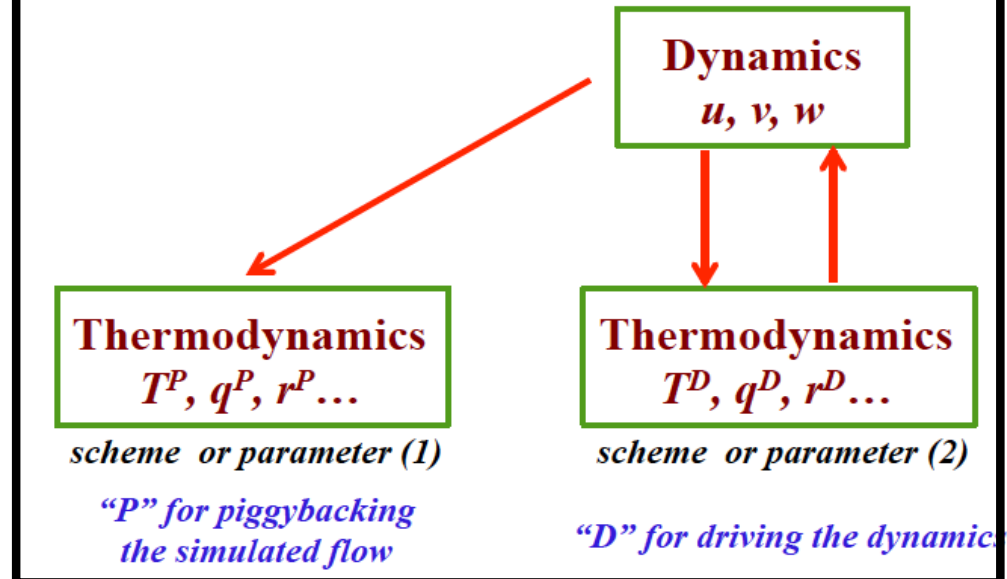 Dynamics
u, v, w
Thermodynamics
Tᴾ, qᴾ, rᴾ...
scheme or parameter (1)
“P” for piggybacking
the simulated flow
Thermodynamics
Tᴰ, qᴰ, rᴰ...
scheme or parameter (2)
“D” for driving the dynamics